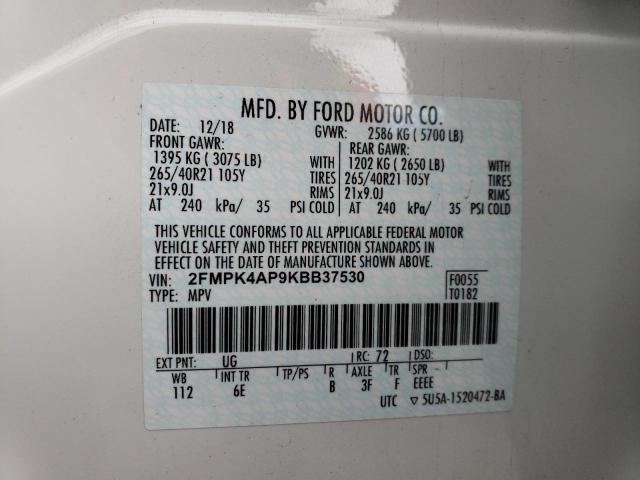 MFD. BY FORD MOTOR CO.
DATE: 12/18 GVWR: 2586 KG ( 5700 LB)
FRONT GAWR: REAR GAWR:
1395 KG ( 3075 LB) WITH 1202 KG ( 2650 LB) WITH
265/40R21 105Y TIRES 265/40R21 105Y TIRES
21x9.0J RIMS 21x9.0J RIMS
AT 240 kPa/ 35 PSI COLD AT 240 kPa/ 35 PSI COLD
THIS VEHICLE CONFORMS TO ALL APPLICABLE FEDERAL MOTOR
VEHICLE SAFETY AND THEFT PREVENTION STANDARDS IN
EFFECT ON THE DATE OF MANUFACTURE SHOWN ABOVE.
VIN: 2FMPK4AP9KBB37530 F0055
TYPE: MPV T0182
EXT PNT: UG RC: 72 DSO:
WB INT TR TP/PS R AXLE TR SPR
112 6E B 3F F EEEE
UTC ▽ 5U5A-1520472-BA